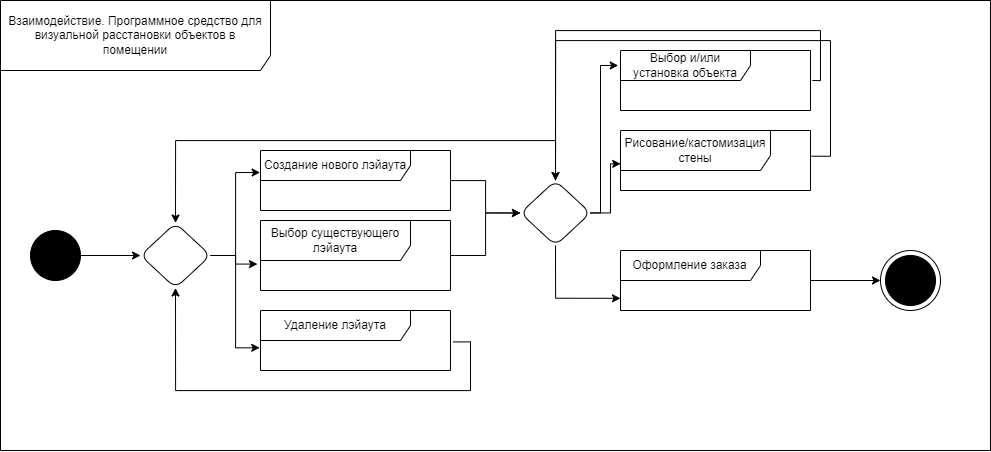 Взаимодействие. Программное средство для
визуальной расстановки объектов в
помещении
Выбор и/или
установка объекта
Рисование/кастомизация
стены
Создание нового лэйаута
Выбор существующего
лэйаута
Оформление заказа
Удаление лэйаута